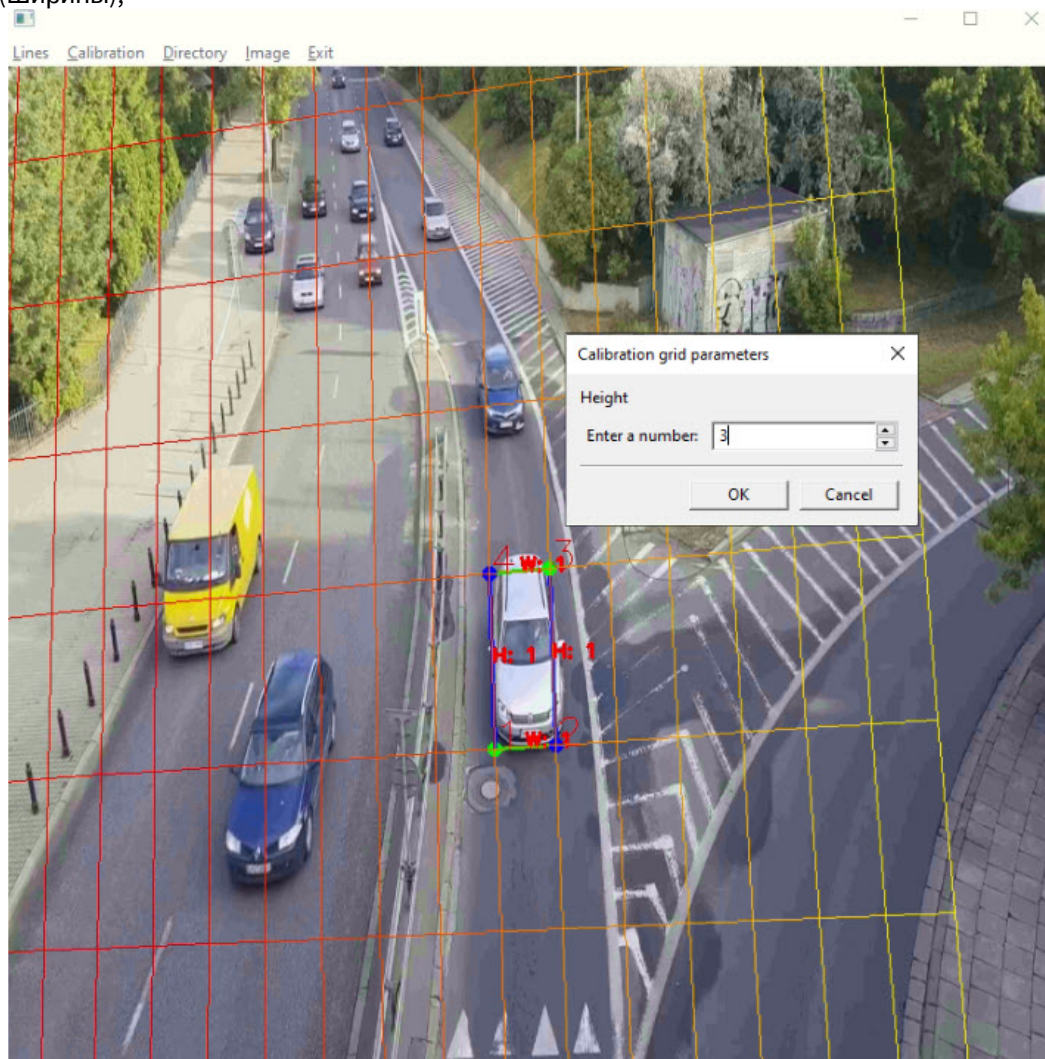 (ширины),
Lines Calibration Directory Image Exit
Calibration grid parameters
Height
Enter a number: 3
OK Cancel
4 W: 1 3
H: 1 H: 1
1 W: 1 2